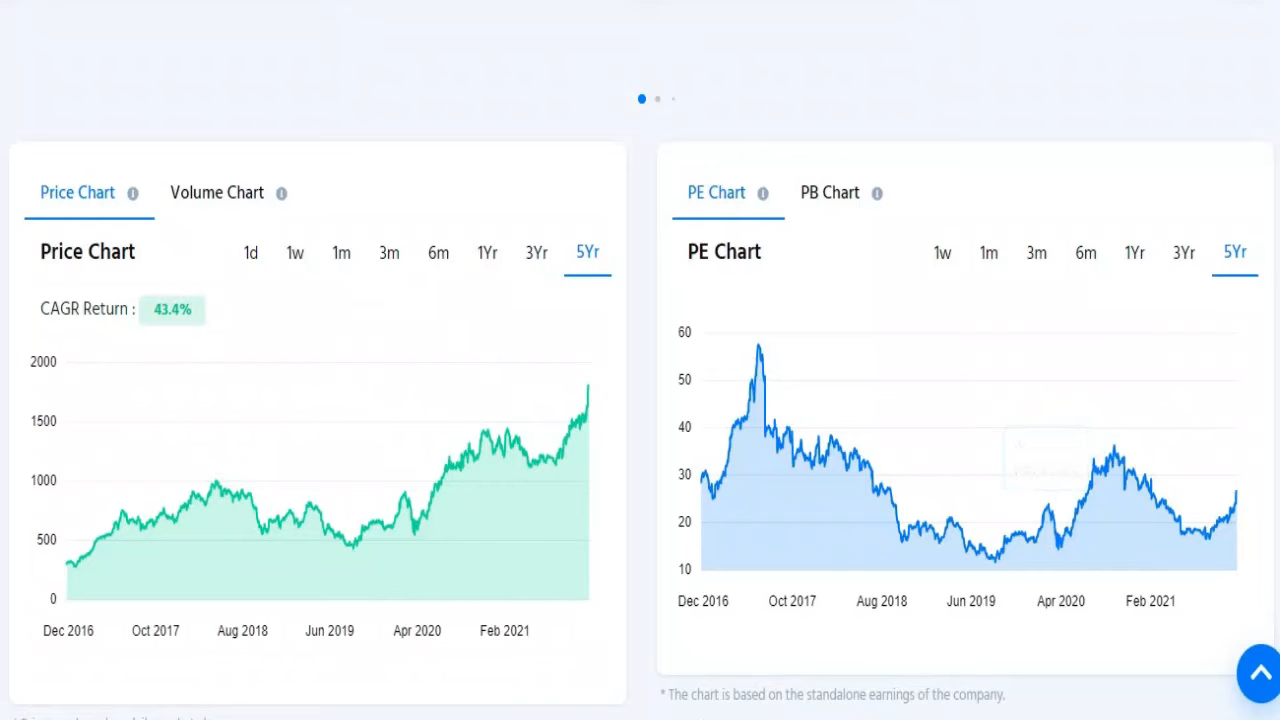 Price Chart Volume Chart
Price Chart 1d 1w 1m 3m 6m 1Yr 3Yr 5Yr
CAGR Return : 43.4%
2000
1500
1000
500
0
Dec 2016 Oct 2017 Aug 2018 Jun 2019 Apr 2020 Feb 2021
PE Chart PB Chart
PE Chart 1w 1m 3m 6m 1Yr 3Yr 5Yr
60
50
40
30
20
10
Dec 2016 Oct 2017 Aug 2018 Jun 2019 Apr 2020 Feb 2021
* The chart is based on the standalone earnings of the company.